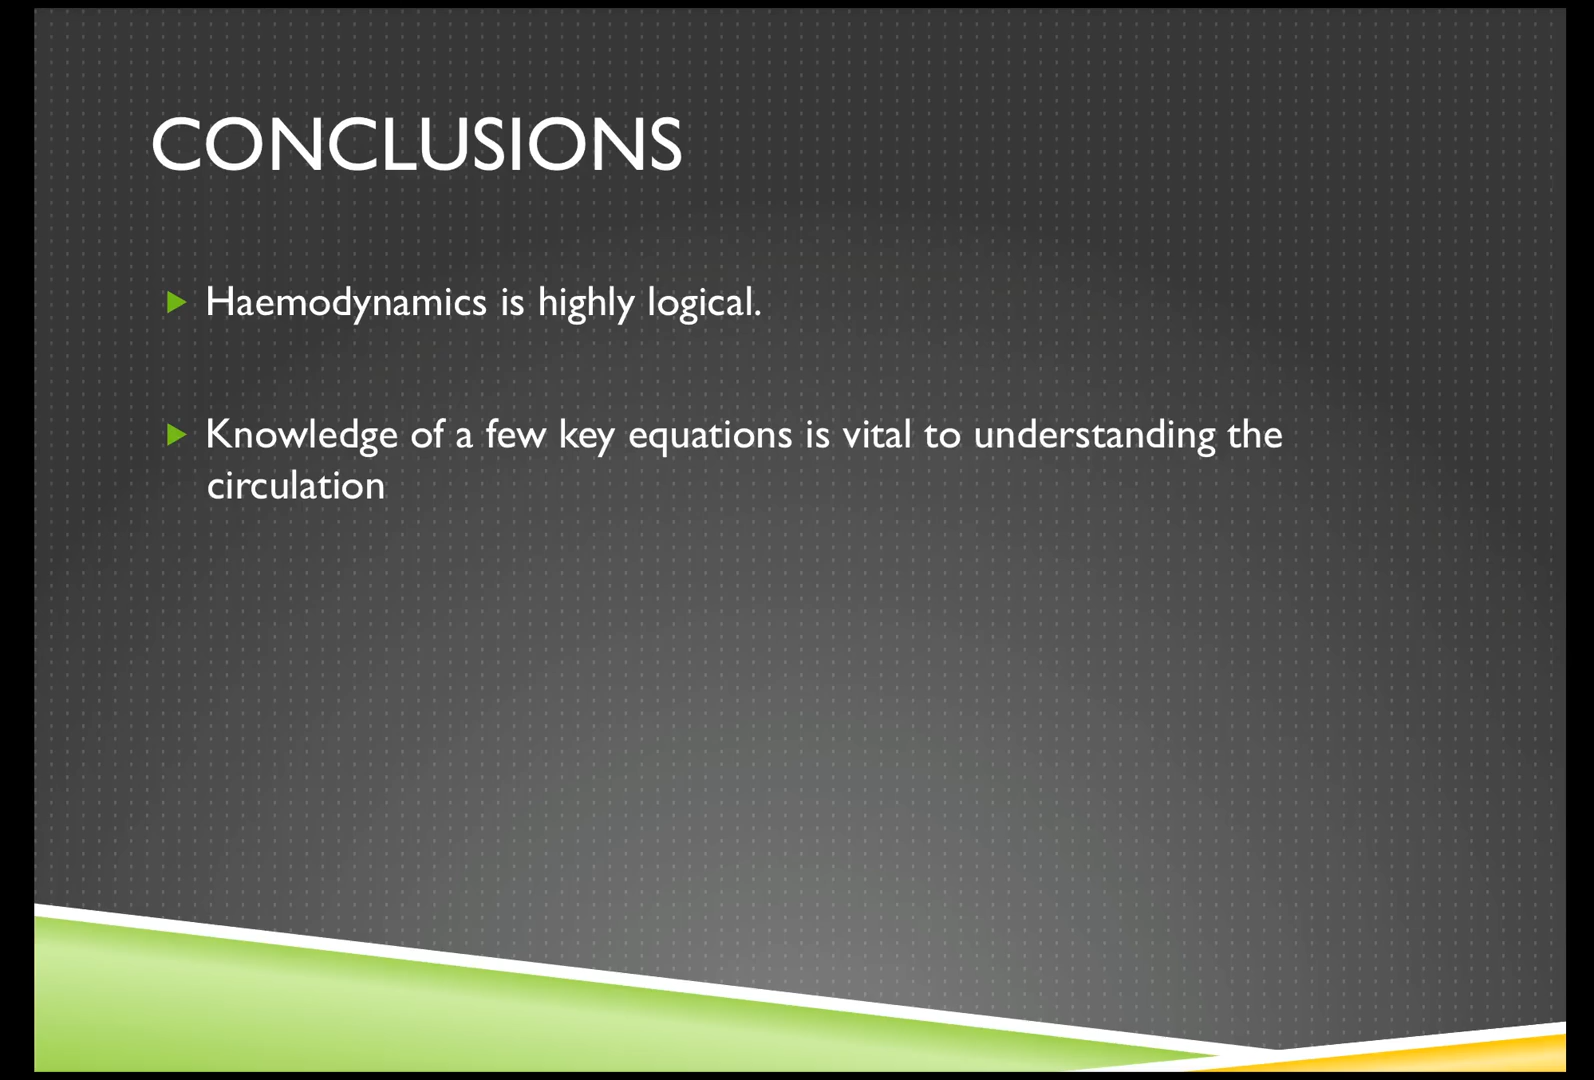 CONCLUSIONS
Haemodynamics is highly logical.
Knowledge of a few key equations is vital to understanding the
circulation